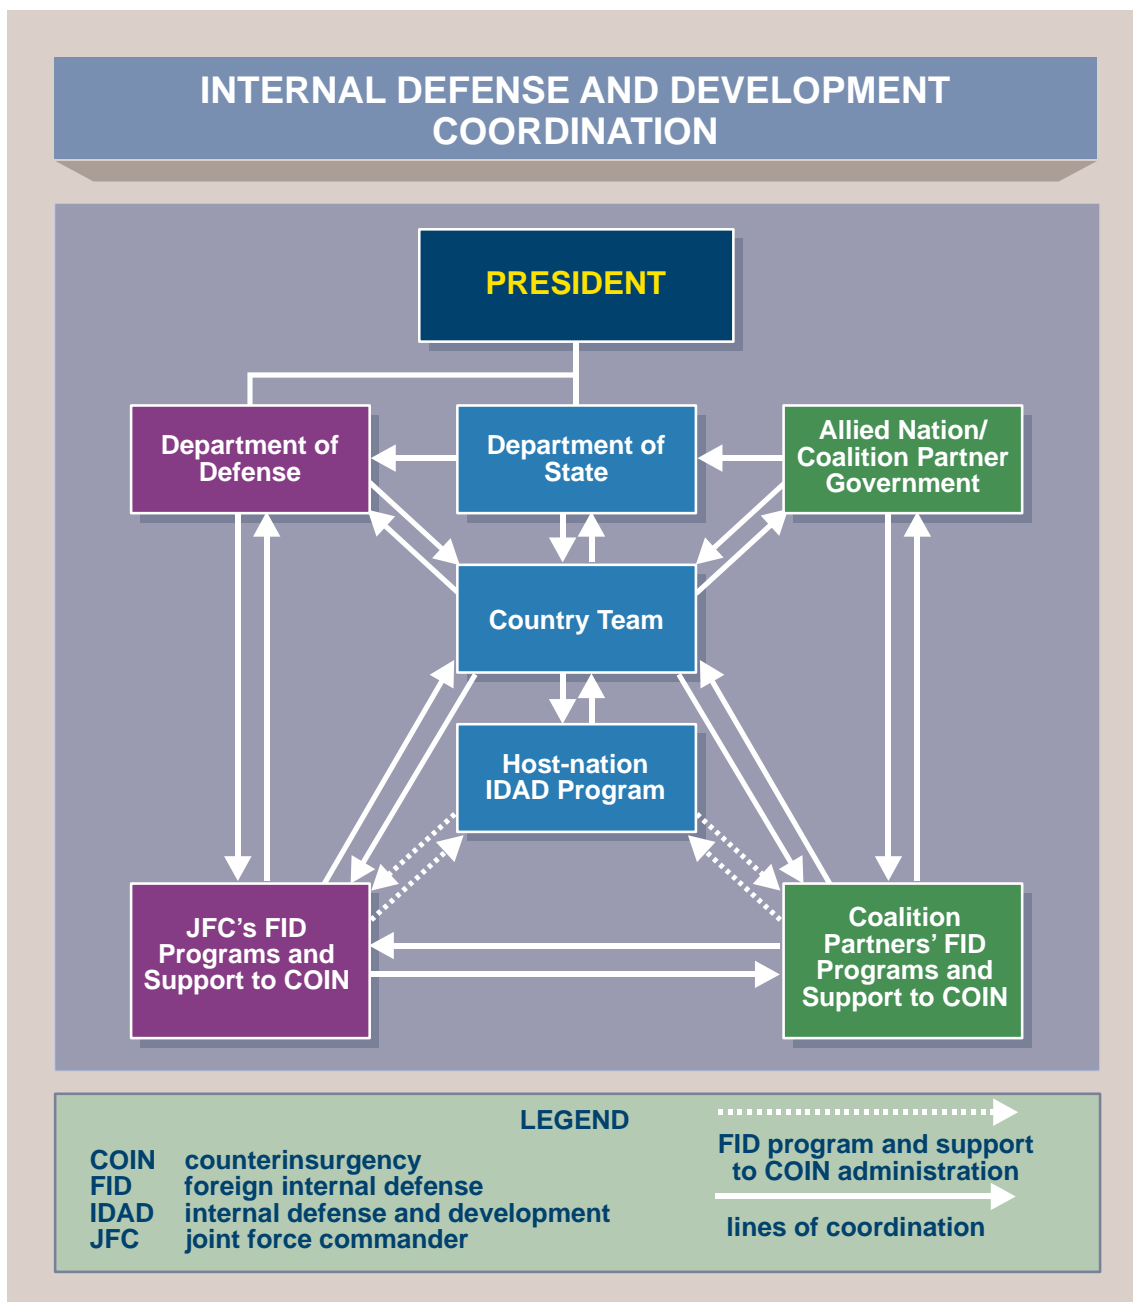 INTERNAL DEFENSE AND DEVELOPMENT
COORDINATION
PRESIDENT
Department of
Defense
Department of
State
Allied Nation/
Coalition Partner
Government
Country Team
Host-nation
IDAD Program
JFC’s FID
Programs and
Support to COIN
Coalition
Partners’ FID
Programs and
Support to COIN
LEGEND
COIN counterinsurgency
FID foreign internal defense
IDAD internal defense and development
JFC joint force commander
FID program and support
to COIN administration
lines of coordination